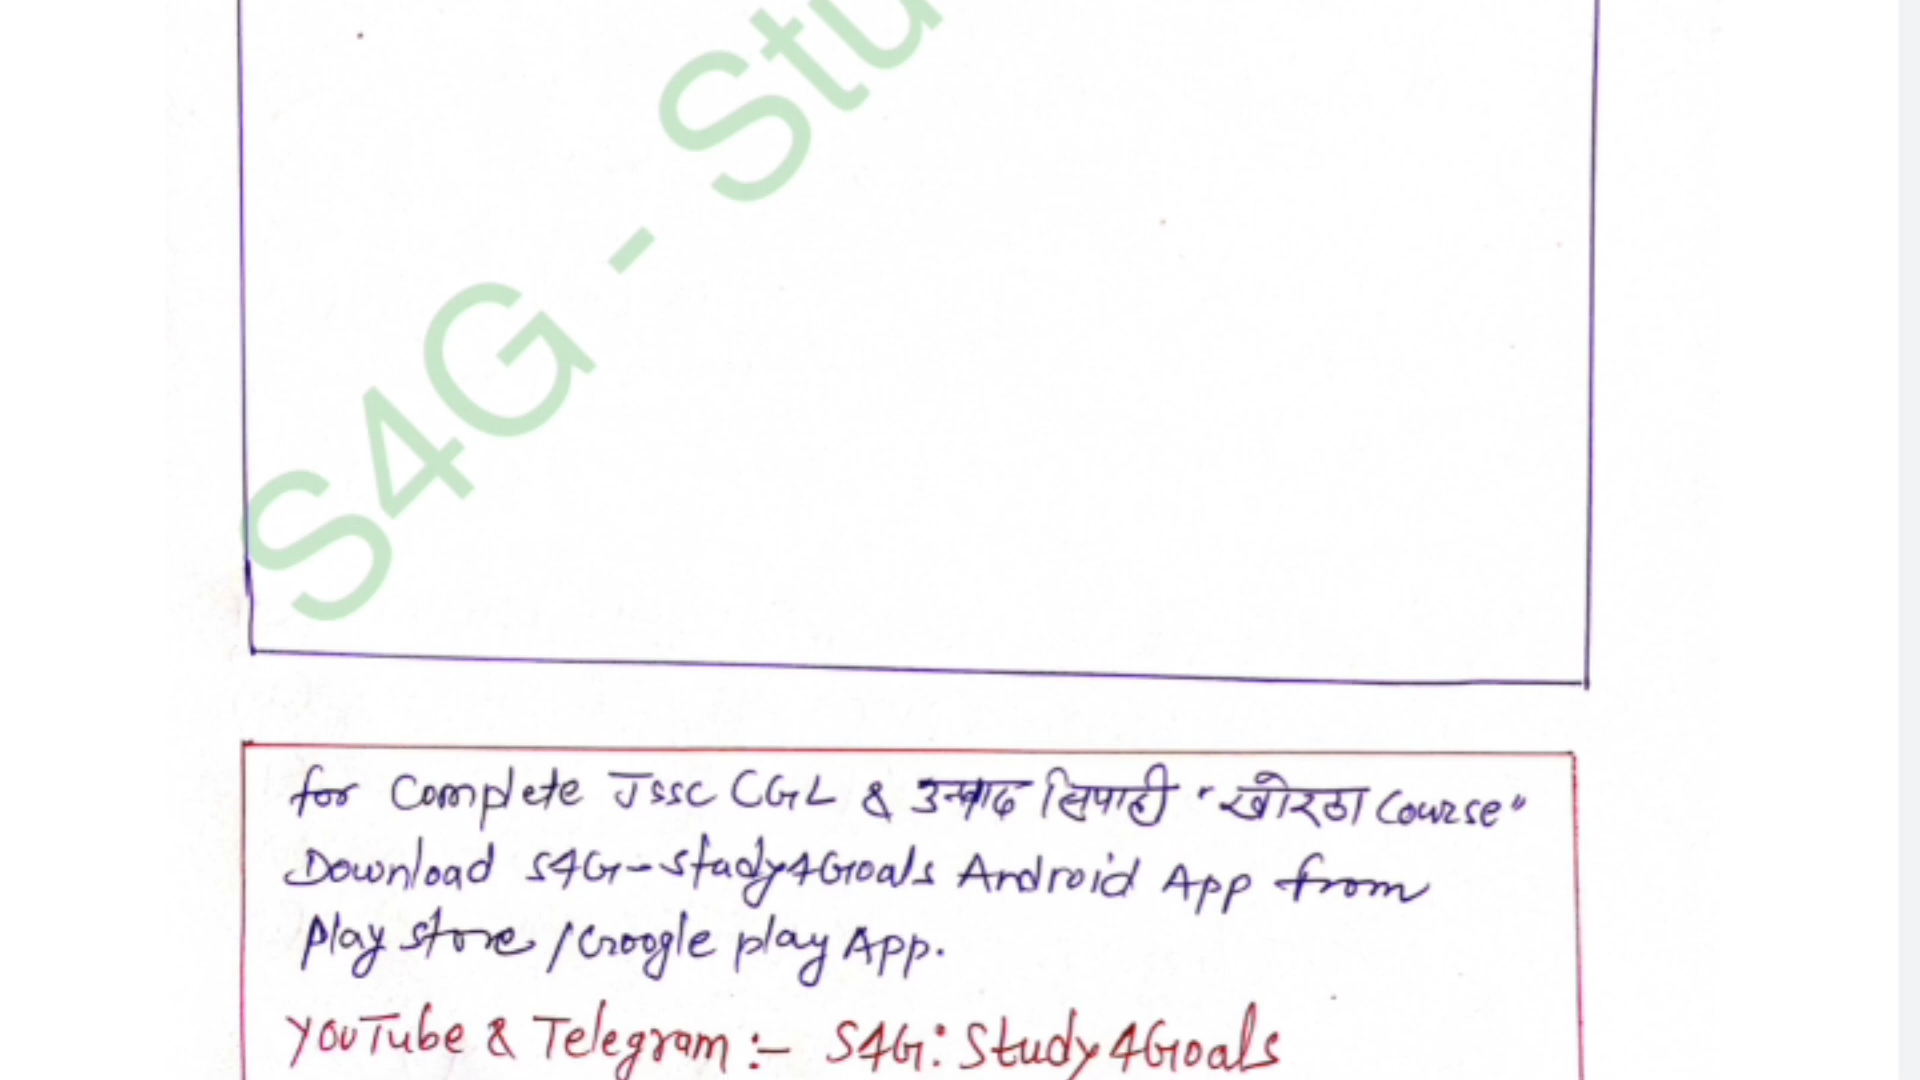 S4G - Stu
for Complete JSSC CGL & उत्पाद सिपाही "खोरठा Course"
Download S4G-Study4Goals Android App from
Play store / Google play App.
YouTube & Telegram :- S4G: Study4Goals